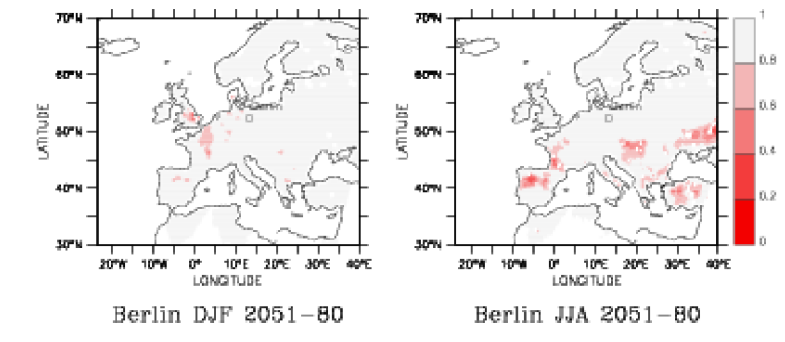 70°N 70°N 1
0.8
60°N 60°N
0.6
Berlin Berlin
LATITUDE 50°N LATITUDE 50°N
0.4
40°N 40°N
0.2
30°N 30°N 0
20°W 10°W 0° 10°E 20°E 30°E 40°E 20°W 10°W 0° 10°E 20°E 30°E 40°E
LONGITUDE LONGITUDE
Berlin DJF 2051-80 Berlin JJA 2051-80